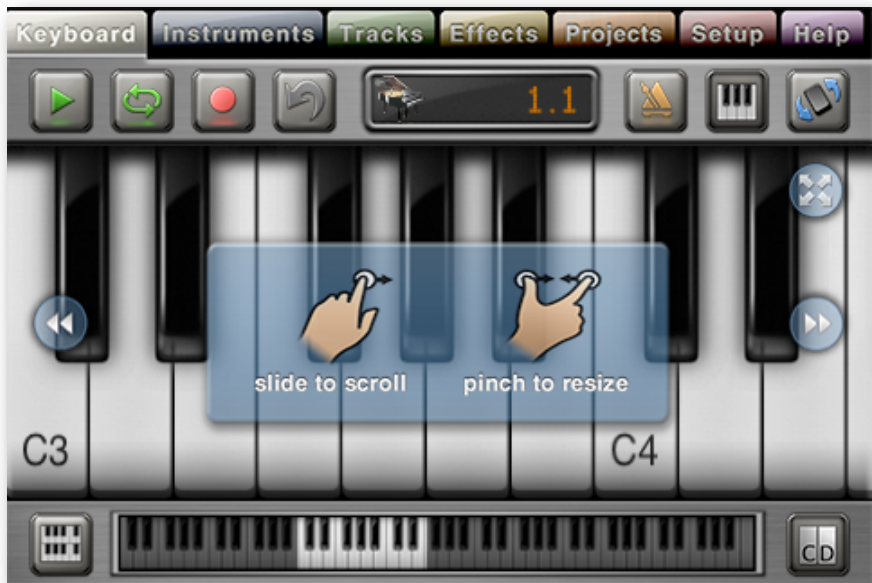 Keyboard Instruments Tracks Effects Projects Setup Help
1.1
slide to scroll pinch to resize
C3 C4
CD